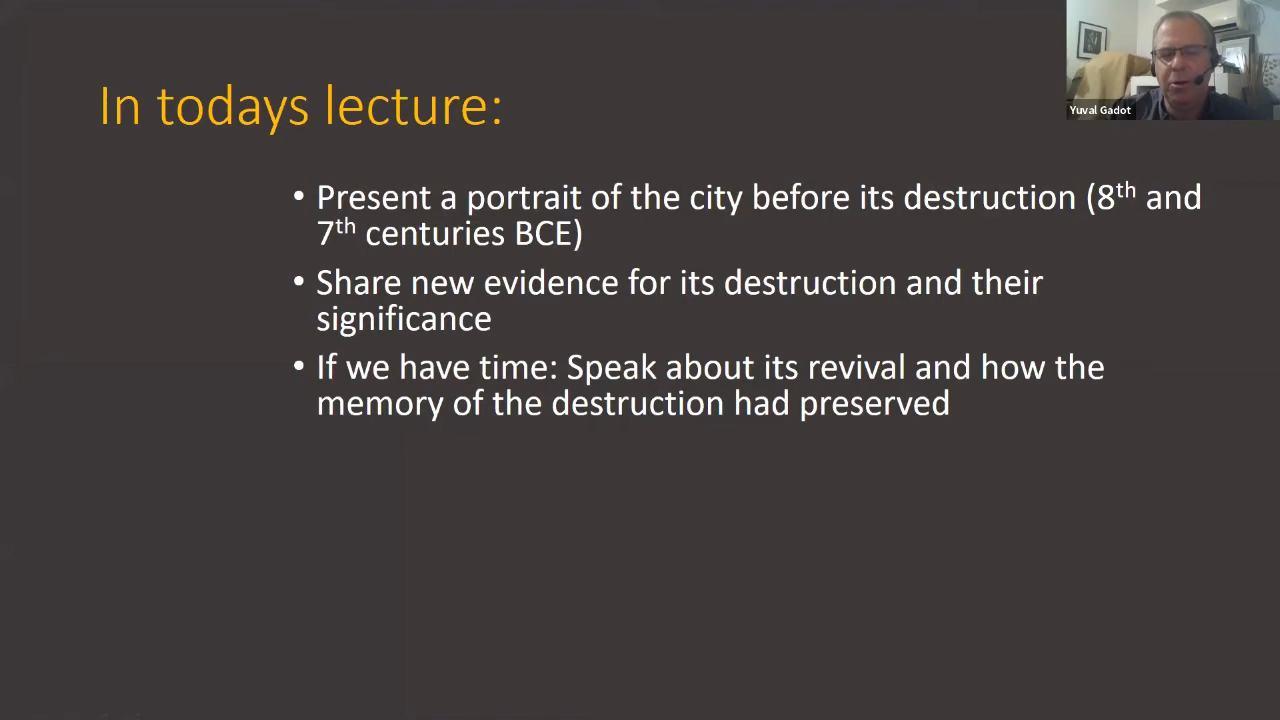 In todays lecture:
Yuval Gadot
• Present a portrait of the city before its destruction (8th and
7th centuries BCE)
• Share new evidence for its destruction and their
significance
• If we have time: Speak about its revival and how the
memory of the destruction had preserved